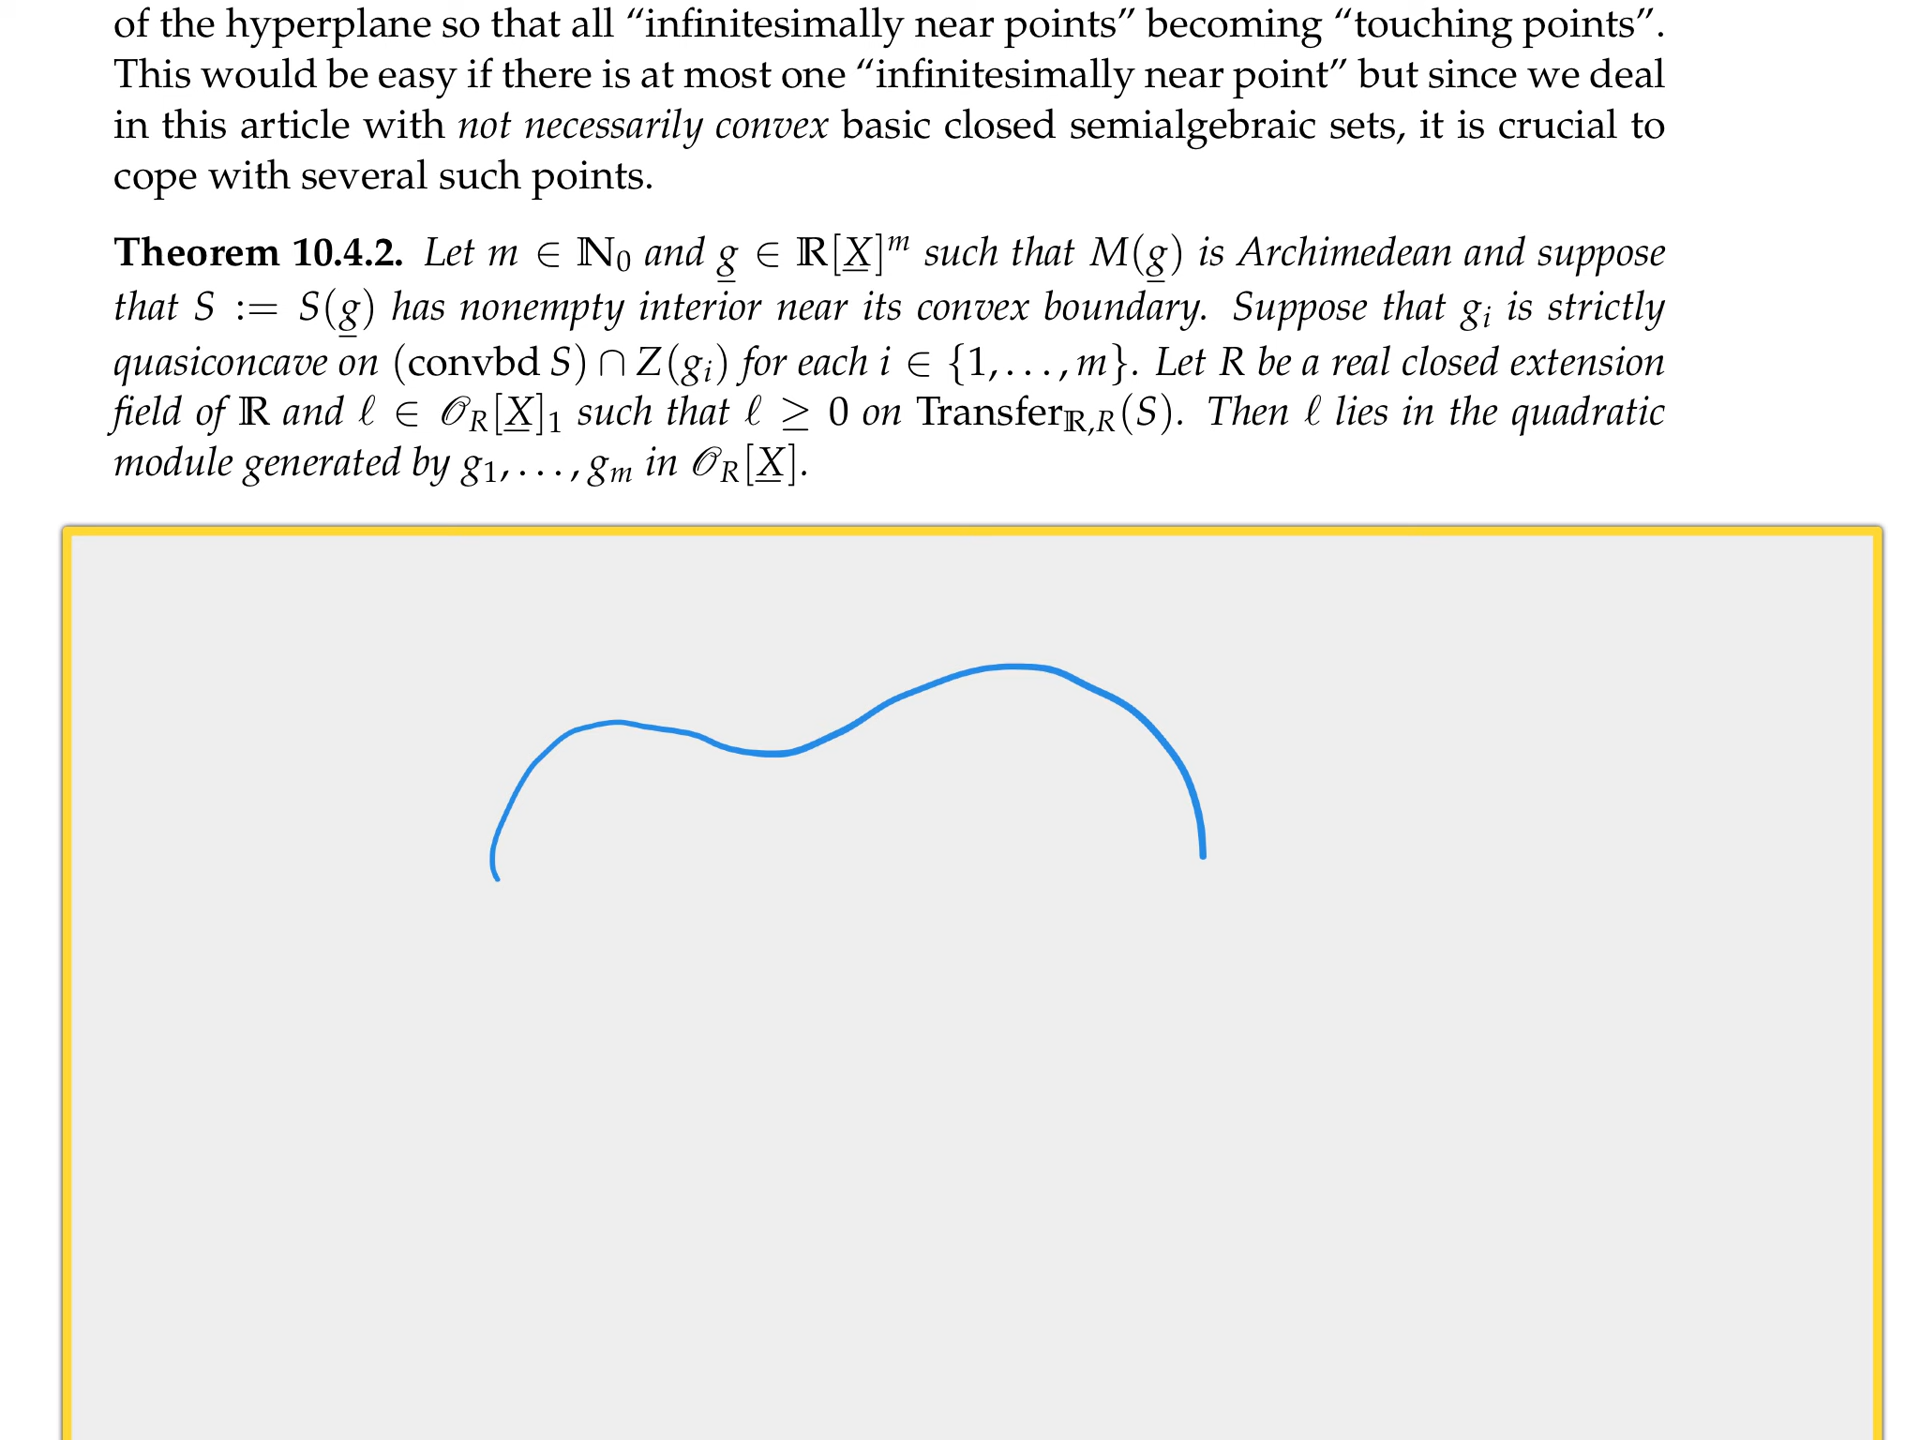 of the hyperplane so that all “infinitesimally near points” becoming “touching points”.
This would be easy if there is at most one “infinitesimally near point” but since we deal
in this article with not necessarily convex basic closed semialgebraic sets, it is crucial to
cope with several such points.
Theorem 10.4.2. Let m ∈ ℕ₀ and g̲ ∈ ℝ[X̲]ᵐ such that M(g̲) is Archimedean and suppose
that S := S(g̲) has nonempty interior near its convex boundary. Suppose that gᵢ is strictly
quasiconcave on (convbd S) ∩ Z(gᵢ) for each i ∈ {1, . . . , m}. Let R be a real closed extension
field of ℝ and ℓ ∈ 𝒪_R[X̲]₁ such that ℓ ≥ 0 on Transfer_{ℝ,R}(S). Then ℓ lies in the quadratic
module generated by g₁, . . . , gₘ in 𝒪_R[X̲].